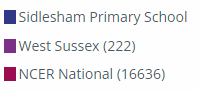 Sidlesham Primary School
West Sussex (222)
NCER National (16636)